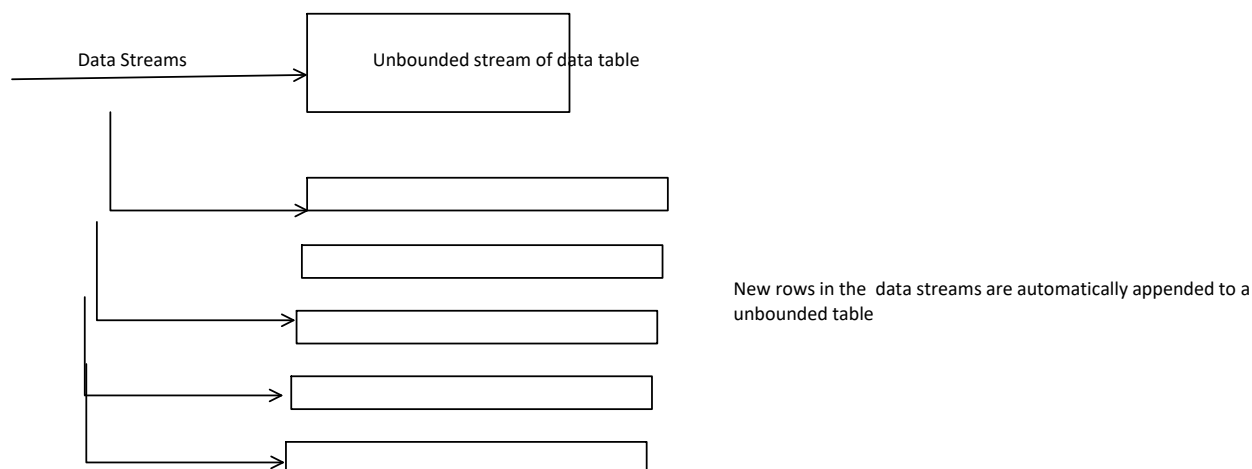 Data Streams
Unbounded stream of data table
New rows in the  data streams are automatically appended to a
unbounded table